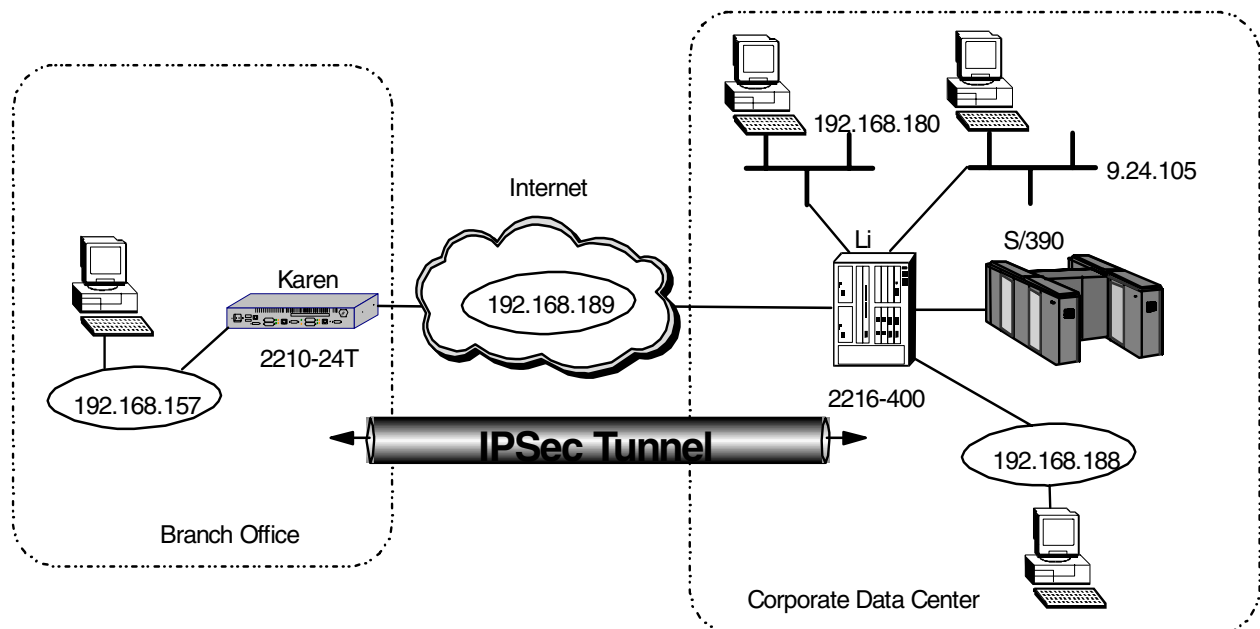 192.168.180
9.24.105
Internet
Li
S/390
Karen
192.168.189
2210-24T
2216-400
192.168.157
IPSec Tunnel
192.168.188
Branch Office
Corporate Data Center